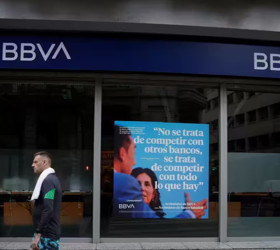 BBVA
BBVA
“No se trata
de competir con
otros bancos,
se trata
de competir
con todo
lo que hay”
BBVA